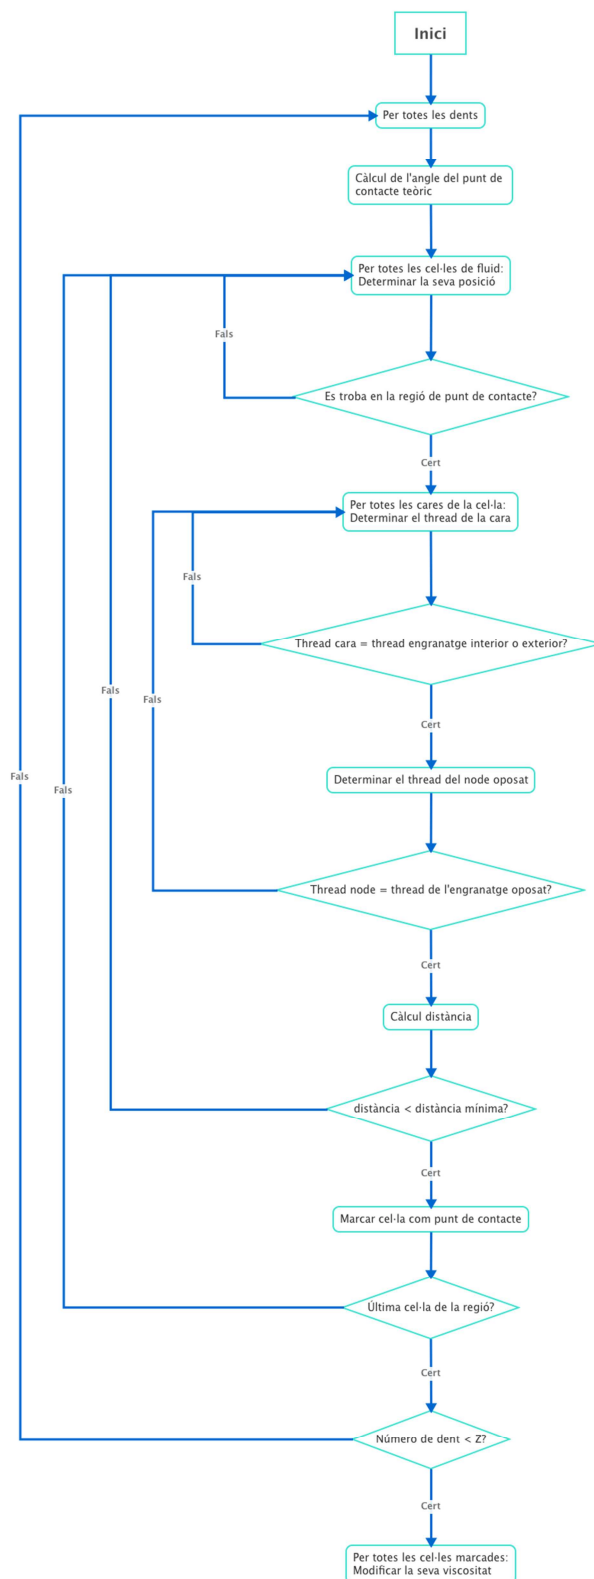 Inici
Per totes les dents
Càlcul de l'angle del punt de
contacte teòric
Per totes les cel·les de fluid:
Determinar la seva posició
Fals
Es troba en la regió de punt de contacte?
Cert
Per totes les cares de la cel·la:
Determinar el thread de la cara
Fals
Thread cara = thread engranatge interior o exterior?
Fals
Fals
Cert
Fals
Fals
Determinar el thread del node oposat
Thread node = thread de l'engranatge oposat?
Cert
Càlcul distància
distància < distància mínima?
Cert
Marcar cel·la com punt de contacte
Última cel·la de la regió?
Cert
Número de dent < Z?
Cert
Per totes les cel·les marcades:
Modificar la seva viscositat